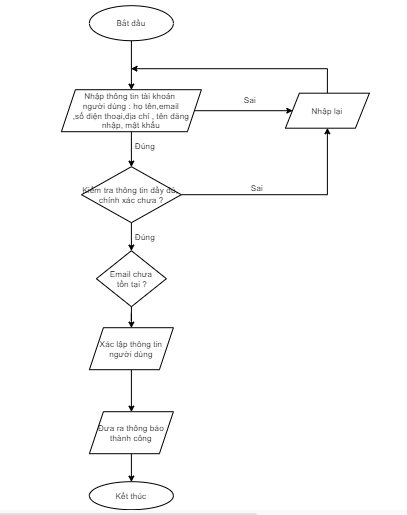 Bắt đầu
Nhập thông tin tài khoản
người dùng : họ tên,email
,số điện thoại,địa chỉ , tên đăng
nhập, mật khẩu
Sai
Nhập lại
Đúng
Kiểm tra thông tin đầy đủ,
chính xác chưa ?
Sai
Đúng
Email chưa
tồn tại ?
Xác lập thông tin
người dùng
Đưa ra thông báo
thành công
Kết thúc